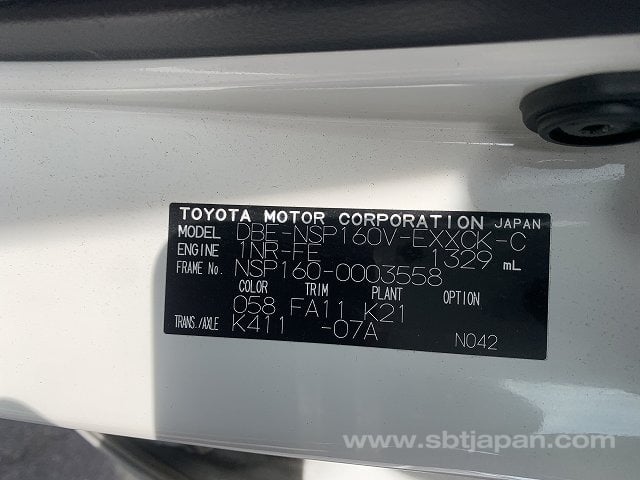 TOYOTA MOTOR CORPORATION JAPAN
MODEL DBE-NSP160V-EXXCK-C
ENGINE 1NR-FE 1329 mL
FRAME No. NSP160-0003558
COLOR TRIM PLANT OPTION
058 FA11 K21
TRANS./AXLE K411 -07A N042
www.sbtjapan.com